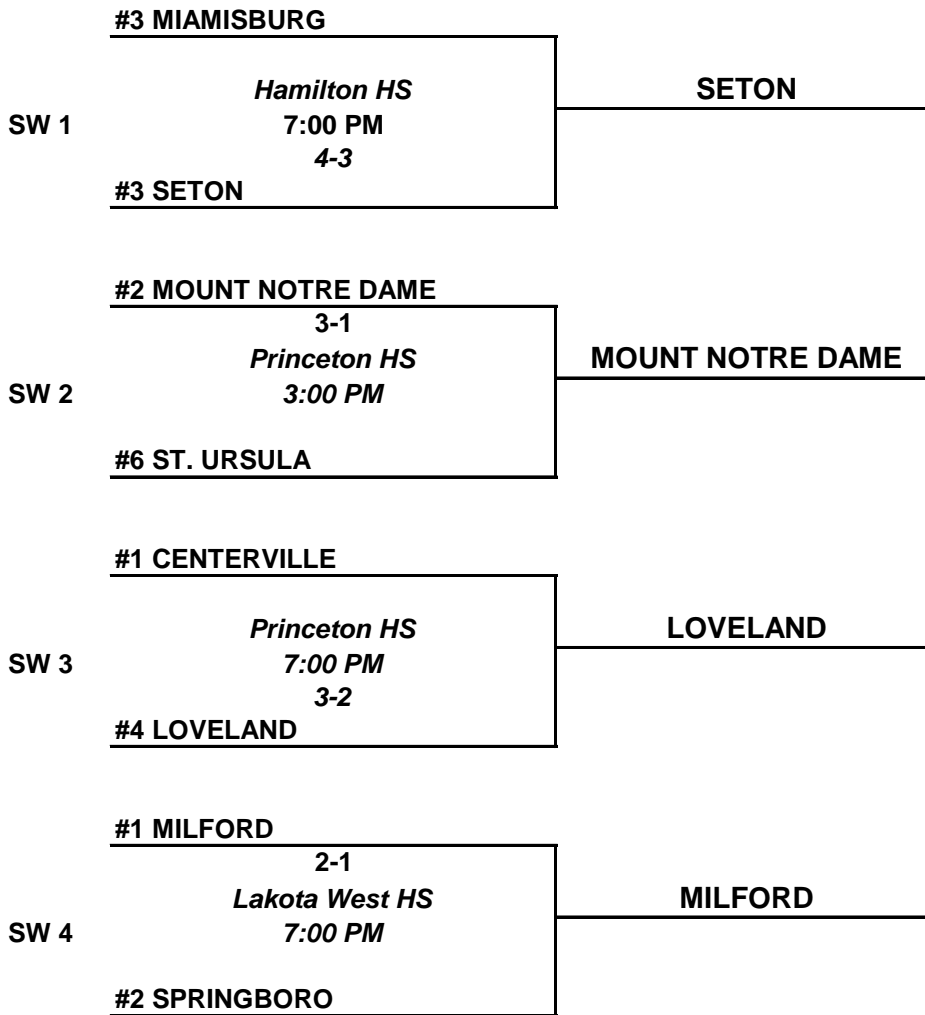 #3 MIAMISBURG
Hamilton HS
SETON
SW 1
7:00 PM
4-3
#3 SETON
#2 MOUNT NOTRE DAME
3-1
Princeton HS
MOUNT NOTRE DAME
SW 2
3:00 PM
#6 ST. URSULA
#1 CENTERVILLE
Princeton HS
LOVELAND
SW 3
7:00 PM
3-2
#4 LOVELAND
#1 MILFORD
2-1
Lakota West HS
MILFORD
SW 4
7:00 PM
#2 SPRINGBORO